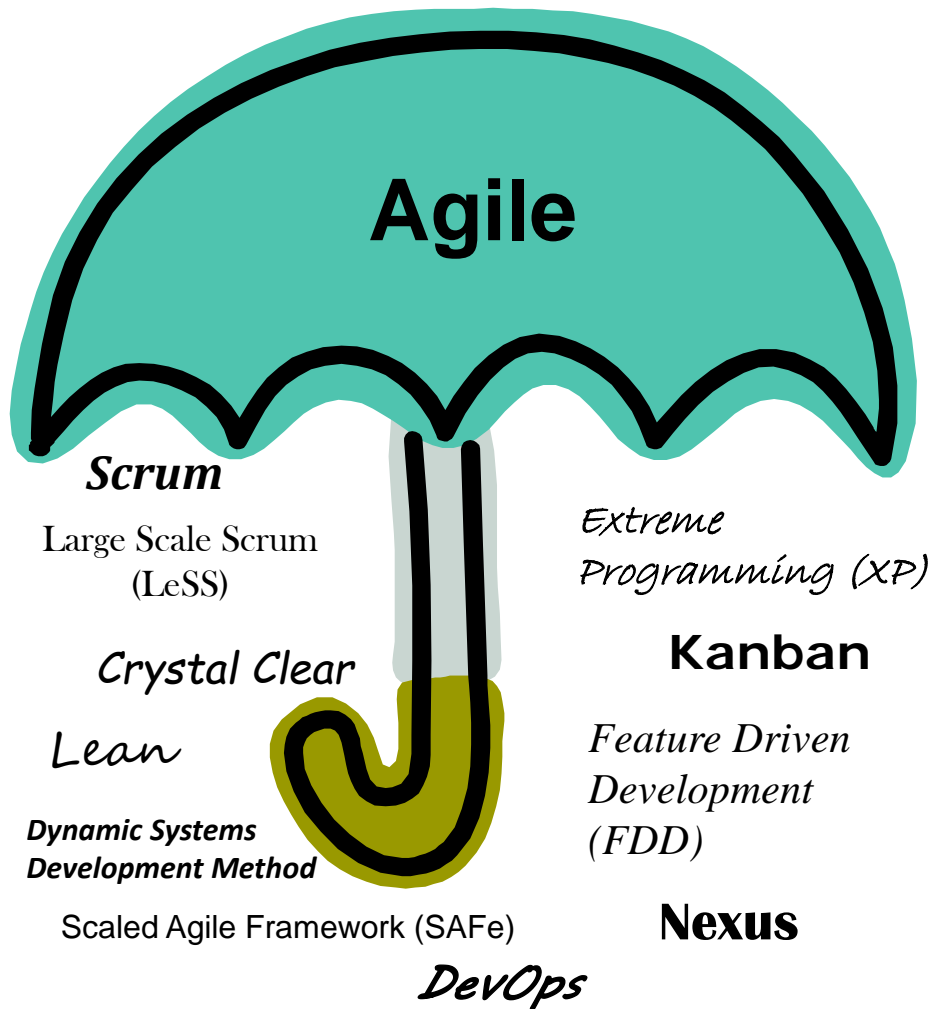 Agile
Scrum
Large Scale Scrum
(LeSS)
Crystal Clear
Lean
Dynamic Systems
Development Method
Scaled Agile Framework (SAFe)
Extreme
Programming (XP)
Kanban
Feature Driven
Development
(FDD)
Nexus
DevOps